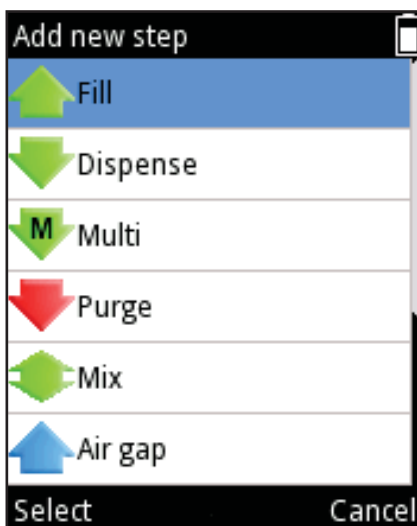 Add new step
Fill
Dispense
M Multi
Purge
Mix
Air gap
Select Cancel